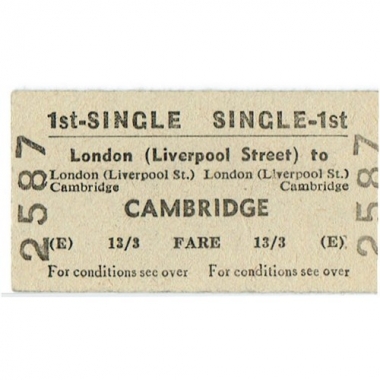 1st-SINGLE SINGLE-1st
London (Liverpool Street) to
London (Liverpool St.) London (Liverpool St.)
Cambridge Cambridge
CAMBRIDGE
(E) 13/3 FARE 13/3 (E)
For conditions see over For conditions see over
2587
2587